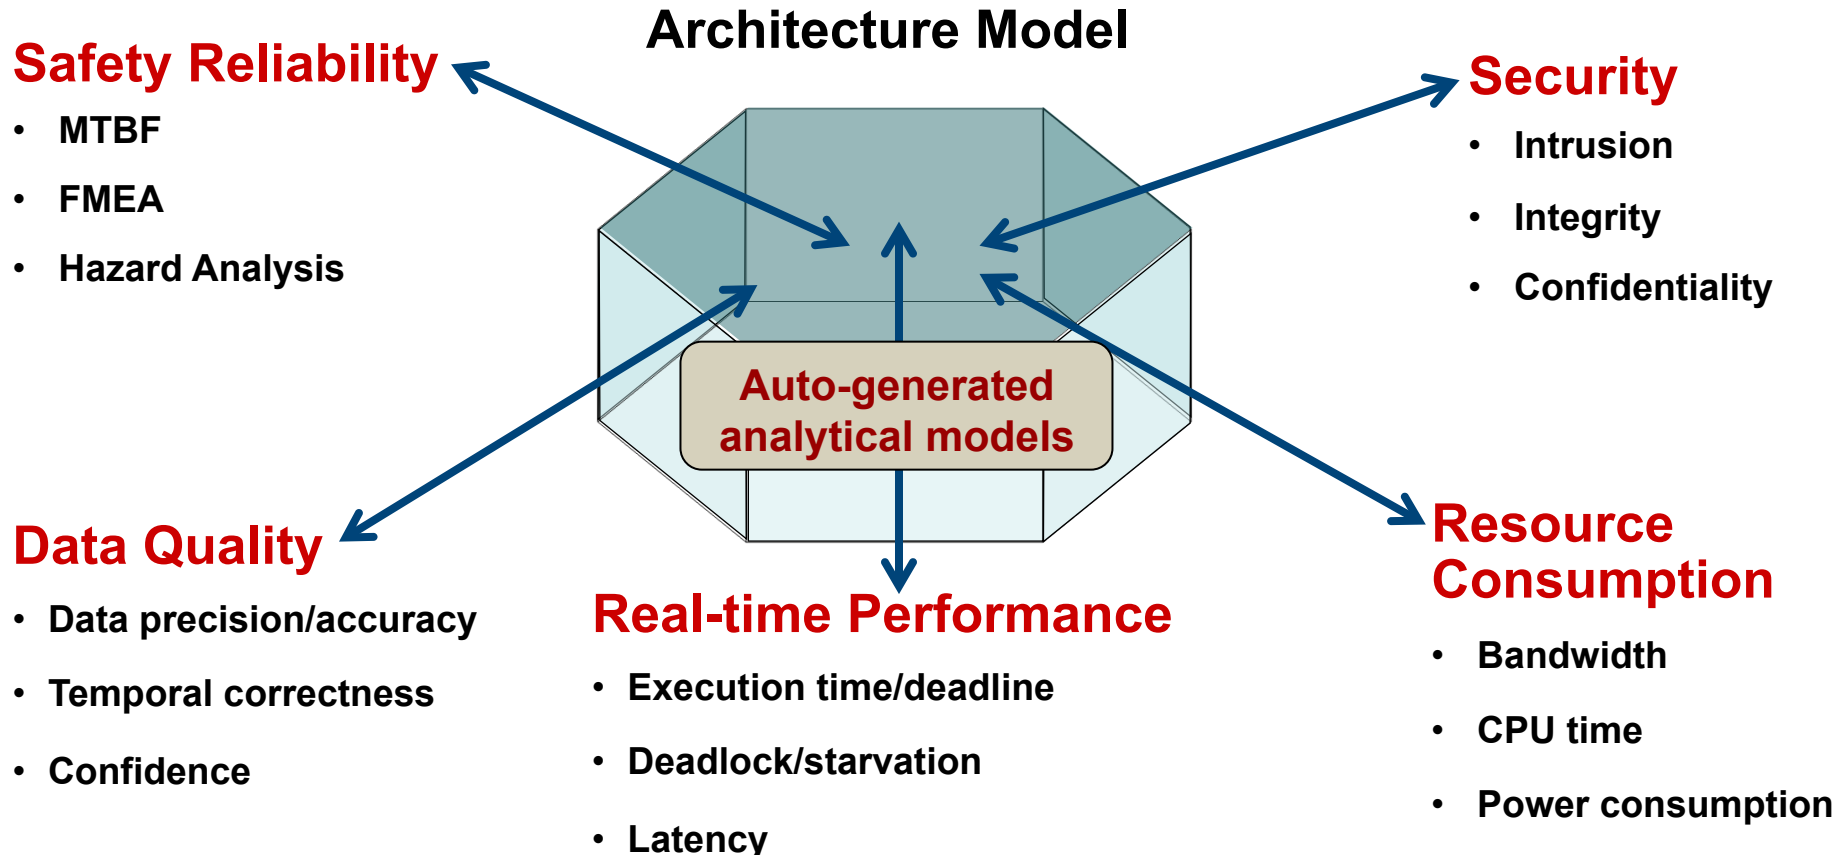 Architecture Model
Safety Reliability
• MTBF
• FMEA
• Hazard Analysis
Security
• Intrusion
• Integrity
• Confidentiality
Auto-generated
analytical models
Data Quality
• Data precision/accuracy
• Temporal correctness
• Confidence
Real-time Performance
• Execution time/deadline
• Deadlock/starvation
• Latency
Resource
Consumption
• Bandwidth
• CPU time
• Power consumption